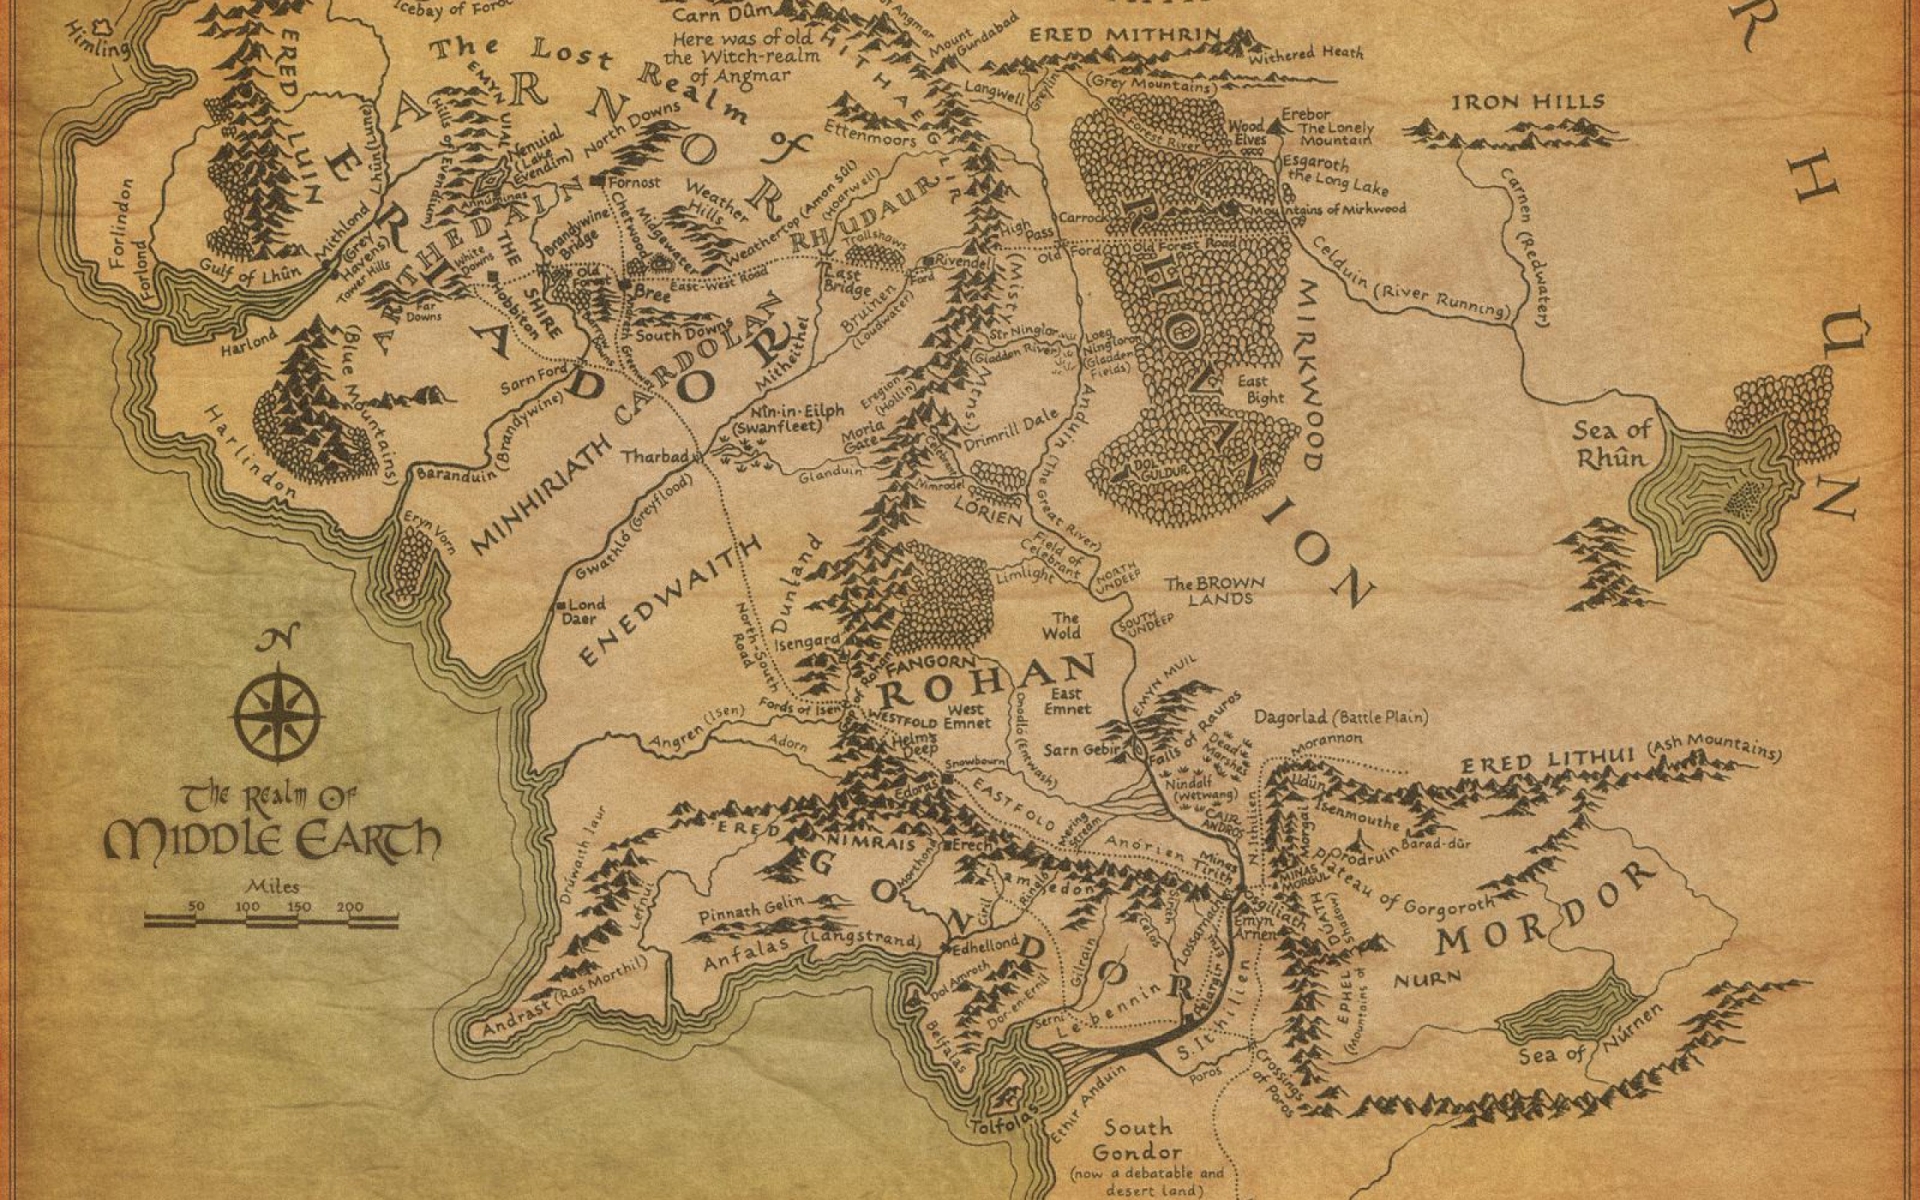 Himling
Icebay of
Carn Dûm
Here was of old
the Witch-realm
of Angmar
Mount
Gundabad
ERED MITHRIN
Withered Heath
(Grey Mountains)
The Lost
Realm of
ARNOR
ERED LUIN
EMYN UIAL
(Hills of Evendim)
Nenuial
(Lake
Evendim)
Annúminas
North Downs
Fornost
Ettenmoors
HITHAEGLIR
Langwell
Greylin
Forest River
Wood
Elves
Erebor
The Lonely
Mountain
Esgaroth
the Long Lake
IRON HILLS
Carnen (Redwater)
RHÛN
Mountains of Mirkwood
Carrock
High
Pass
Old Ford
Old Forest Road
Celduin (River Running)
Forlindon
Forlond
Lhûn (Lune)
Mithlond
(Grey
Havens)
Tower Hills
Gulf of Lhûn
Harlond
Harlindon
(Blue Mountains)
ERIADOR
ARTHEDAIN
White
Downs
Far
Downs
THE SHIRE
Hobbiton
Brandywine
Bridge
Old
Forest
Chetwood
Midgewater
Weather
Hills
Weathertop (Amon Sûl)
(Hoarwell)
RHUDAUR
Trollshaws
Rivendell
Ford
Last
Bridge
East-West Road
Bree
South Downs
Greenway
CARDOLAN
Bruinen
(Loudwater)
Mitheithel
Sarn Ford
Baranduin (Brandywine)
MINHIRIATH
Eryn Vorn
Tharbad
Nîn-in-Eilph
(Swanfleet)
Glanduin
Eregion
(Hollin)
Moria
Gate
(Misty Mtns)
Str Ninglor
(Gladden River)
Loeg
Ningloron
(Gladden
Fields)
Drimrill Dale
Nimrodel
LÓRIEN
Anduin (The Great River)
RHOVANION
MIRKWOOD
East
Bight
DOL
GULDUR
Sea of
Rhûn
Gwathló (Greyflood)
Lond
Daer
ENEDWAITH
North-South
Road
Dunland
Isengard
Field of
Celebrant
Limlight
NORTH
UNDEEP
SOUTH
UNDEEP
The BROWN
LANDS
The
Wold
FANGORN
ROHAN
Fords of Isen
WESTFOLD
West
Emnet
East
Emnet
Onodló (Entwash)
Helm's
Deep
Angren (Isen)
Adorn
Snowbourn
Edoras
EASTFOLD
Mering
Stream
EMYN MUIL
Sarn Gebir
Falls of Rauros
Dead
Marshes
Nindalf
(Wetwang)
CAIR
ANDROS
Dagorlad (Battle Plain)
Morannon
Udûn
Isenmouthe
ERED LITHUI (Ash Mountains)
N. Ithilien
Morgai
Orodruin
Barad-dûr
Plateau of Gorgoroth
MORDOR
NURN
Sea of Núrnen
MINAS
MORGUL
EPHEL DÚATH
(Mountains of Shadow)
N
The Realm Of
MIDDLE EARTH
Miles
50 100 150 200
Drúwaith Iaur
ERED NIMRAIS
Erech
Anórien
Minas
Tirith
Osgiliath
Emyn
Arnen
GONDOR
Lamedon
Morthond
Ciril
Ringló
Lefnui
Pinnath Gelin
Anfalas (Langstrand)
Andrast (Ras Morthil)
Edhellond
Dol Amroth
Dor-en-Ernil
Belfalas
Gilrain
Celos
Lossarnach
Serni
Lebennin
Pelargir
S. Ithilien
Poros
Crossings
of Poros
Tolfolas
Ethir Anduin
South
Gondor
(now a debatable and
desert land)